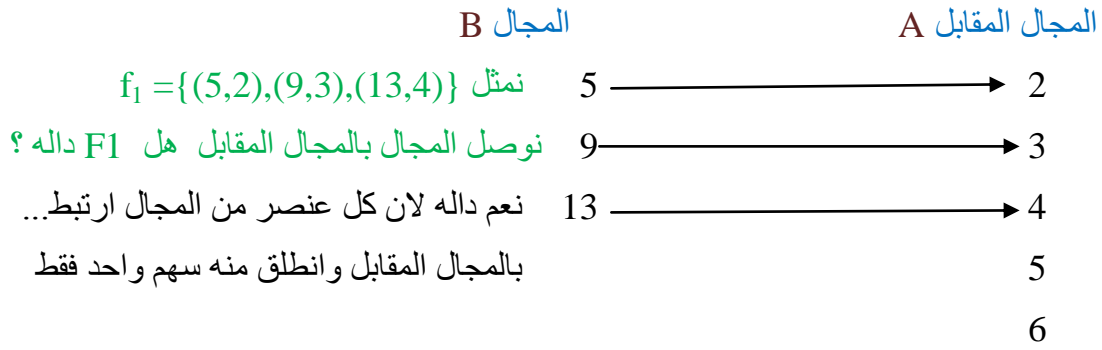 المجال المقابل A
المجال B
نمثل f₁ ={(5,2),(9,3),(13,4)}
5
2
نوصل المجال بالمجال المقابل هل F1 داله ؟
9
3
نعم داله لان كل عنصر من المجال ارتبط...
13
4
بالمجال المقابل وانطلق منه سهم واحد فقط
5
6